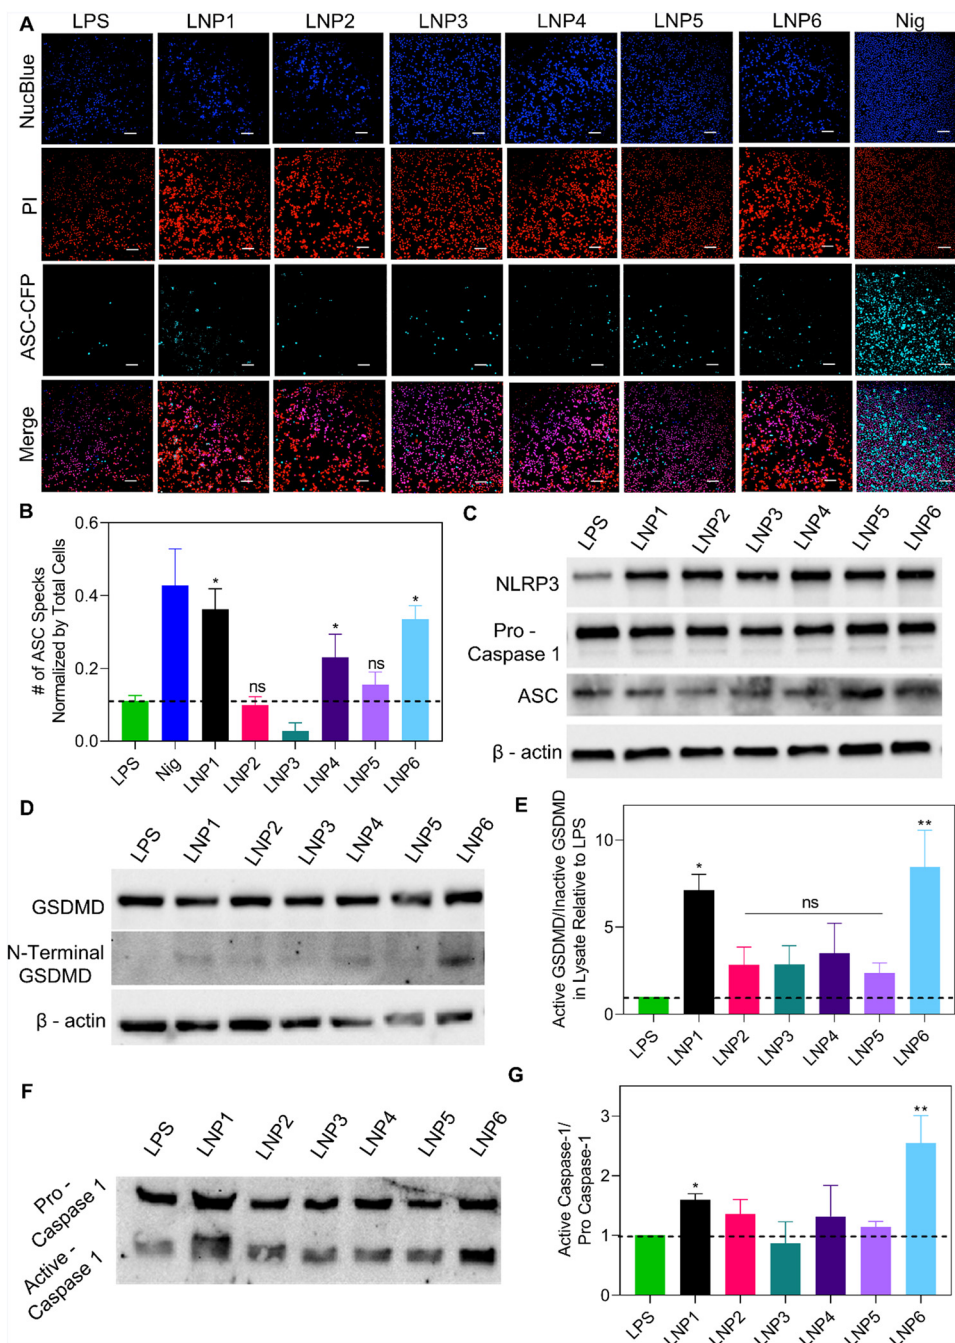 A
LPS LNP1 LNP2 LNP3 LNP4 LNP5 LNP6 Nig
NucBlue
PI
ASC-CFP
Merge
B
# of ASC Specks
Normalized by Total Cells
0.6
0.4
0.2
0.0
* ns * ns *
LPS Nig LNP1 LNP2 LNP3 LNP4 LNP5 LNP6
C
LPS LNP1 LNP2 LNP3 LNP4 LNP5 LNP6
NLRP3
Pro -
Caspase 1
ASC
β - actin
D
LPS LNP1 LNP2 LNP3 LNP4 LNP5 LNP6
GSDMD
N-Terminal
GSDMD
β - actin
E
Active GSDMD/Inactive GSDMD
in Lysate Relative to LPS
10
5
0
* ns **
LPS LNP1 LNP2 LNP3 LNP4 LNP5 LNP6
F
LPS LNP1 LNP2 LNP3 LNP4 LNP5 LNP6
Pro -
Caspase 1
Active -
Caspase 1
G
Active Caspase-1/
Pro Caspase-1
3
2
1
0
* **
LPS LNP1 LNP2 LNP3 LNP4 LNP5 LNP6